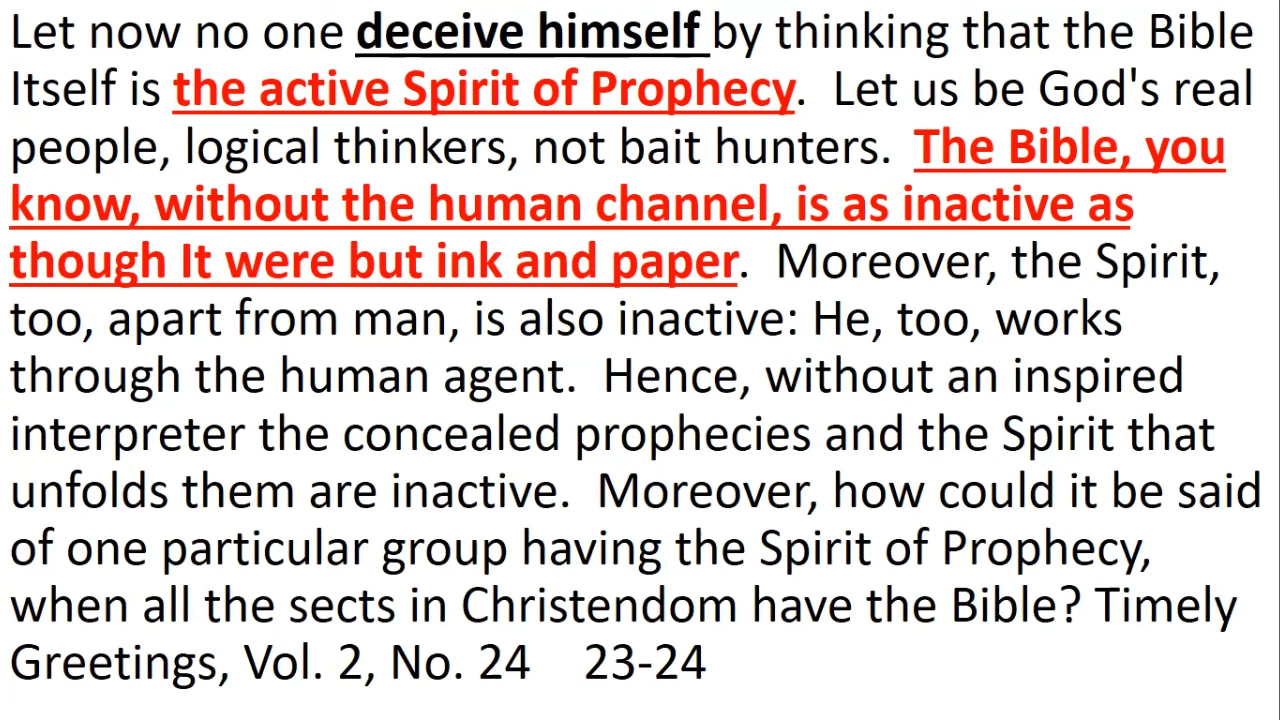 Let now no one deceive himself by thinking that the Bible
Itself is the active Spirit of Prophecy.  Let us be God's real
people, logical thinkers, not bait hunters.  The Bible, you
know, without the human channel, is as inactive as
though It were but ink and paper.  Moreover, the Spirit,
too, apart from man, is also inactive: He, too, works
through the human agent.  Hence, without an inspired
interpreter the concealed prophecies and the Spirit that
unfolds them are inactive.  Moreover, how could it be said
of one particular group having the Spirit of Prophecy,
when all the sects in Christendom have the Bible? Timely
Greetings, Vol. 2, No. 24    23-24